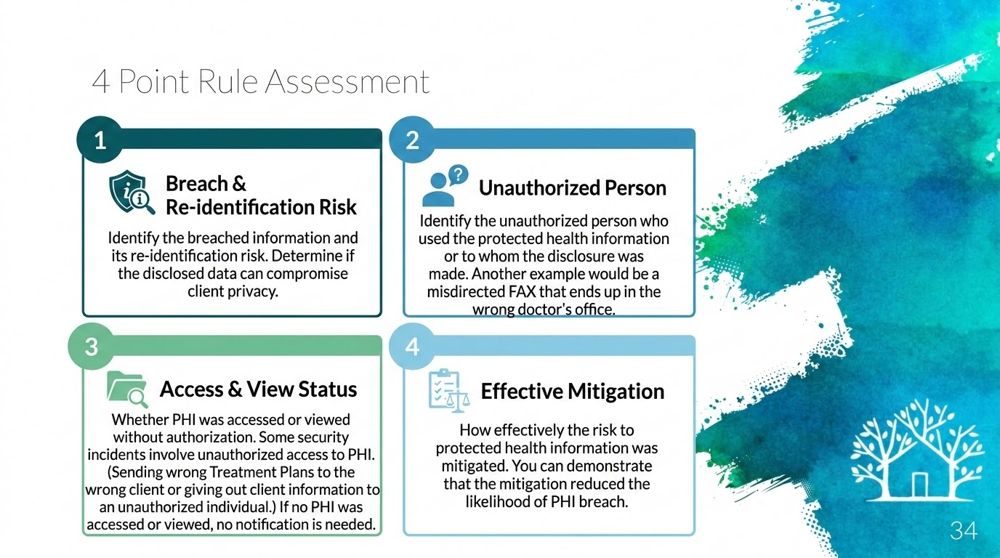 4 Point Rule Assessment
1
Breach &
Re-identification Risk
Identify the breached information and
its re-identification risk. Determine if
the disclosed data can compromise
client privacy.
2
?
Unauthorized Person
Identify the unauthorized person who
used the protected health information
or to whom the disclosure was
made. Another example would be a
misdirected FAX that ends up in the
wrong doctor's office.
3
Access & View Status
Whether PHI was accessed or viewed
without authorization. Some security
incidents involve unauthorized access to PHI.
(Sending wrong Treatment Plans to the
wrong client or giving out client information to
an unauthorized individual.) If no PHI was
accessed or viewed, no notification is needed.
4
Effective Mitigation
How effectively the risk to
protected health information was
mitigated. You can demonstrate
that the mitigation reduced the
likelihood of PHI breach.
34